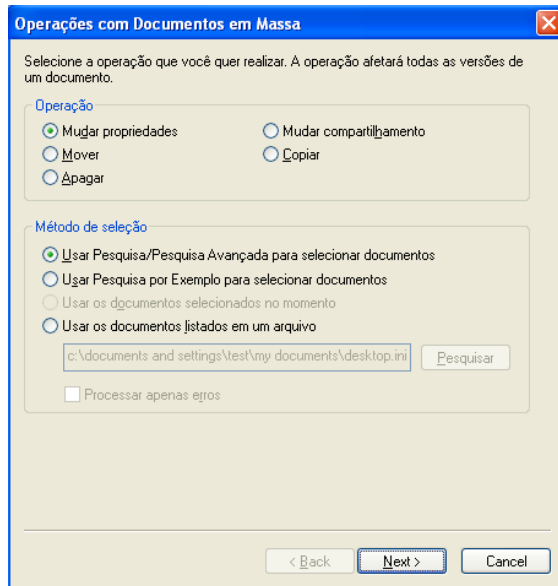 Operações com Documentos em Massa
Selecione a operação que você quer realizar. A operação afetará todas as versões de
um documento.
Operação
Mudar propriedades
Mudar compartilhamento
Mover
Copiar
Apagar
Método de seleção
Usar Pesquisa/Pesquisa Avançada para selecionar documentos
Usar Pesquisa por Exemplo para selecionar documentos
Usar os documentos selecionados no momento
Usar os documentos listados em um arquivo
c:\documents and settings\test\my documents\desktop.ini
Pesquisar
Processar apenas erros
< Back
Next >
Cancel